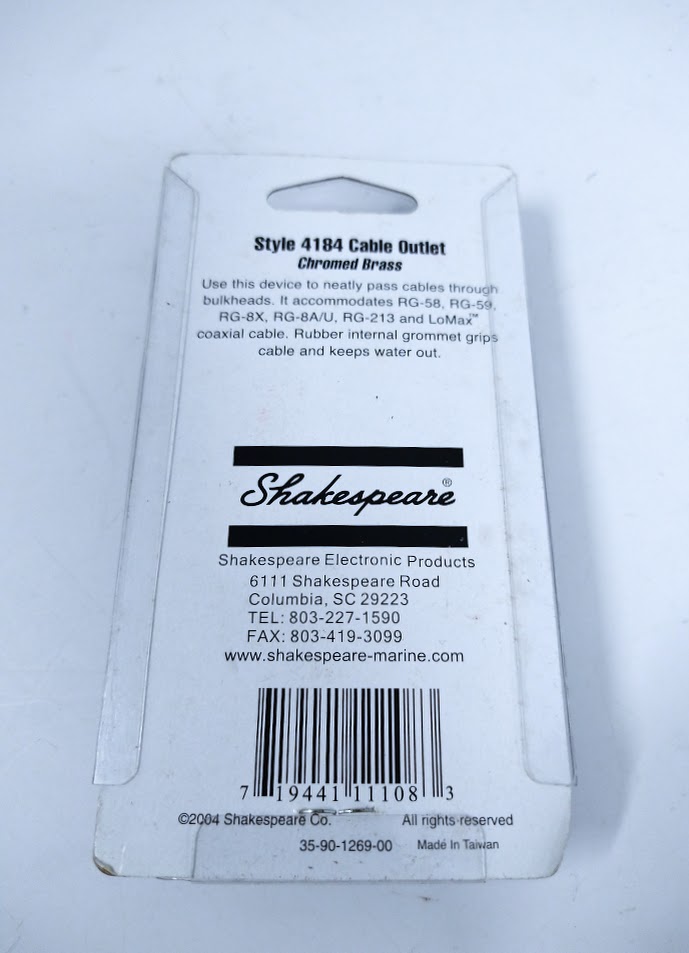 Style 4184 Cable Outlet
Chromed Brass
Use this device to neatly pass cables through
bulkheads. It accommodates RG-58, RG-59,
RG-8X, RG-8A/U, RG-213 and LoMax™
coaxial cable. Rubber internal grommet grips
cable and keeps water out.
Shakespeare®
Shakespeare Electronic Products
6111 Shakespeare Road
Columbia, SC 29223
TEL: 803-227-1590
FAX: 803-419-3099
www.shakespeare-marine.com
7 19441 11108 3
©2004 Shakespeare Co. All rights reserved
35-90-1269-00 Made In Taiwan